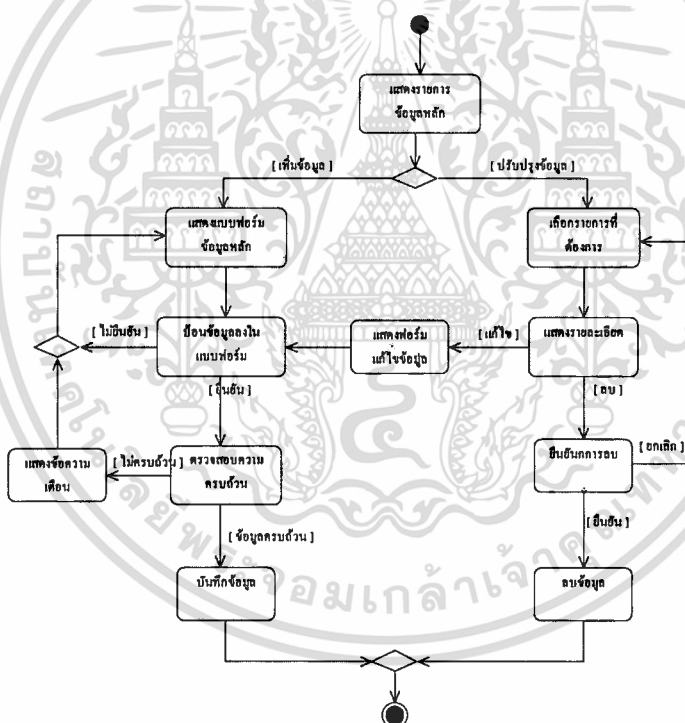 แสดงรายการ
ข้อมูลหลัก
[ เพิ่มข้อมูล ]
[ ปรับปรุงข้อมูล ]
แสดงแบบฟอร์ม
ข้อมูลหลัก
เลือกรายการที่
ต้องการ
[ ไม่ยืนยัน ]
ป้อนข้อมูลลงใน
แบบฟอร์ม
แสดงฟอร์ม
แก้ไขข้อมูล
[ แก้ไข ]
แสดงรายละเอียด
[ ยืนยัน ]
[ ลบ ]
แสดงข้อความ
เตือน
[ ไม่ครบถ้วน ]
ตรวจสอบความ
ครบถ้วน
ยืนยันกการลบ
[ ยกเลิก ]
[ ข้อมูลครบถ้วน ]
[ ยืนยัน ]
บันทึกข้อมูล
ลบข้อมูล